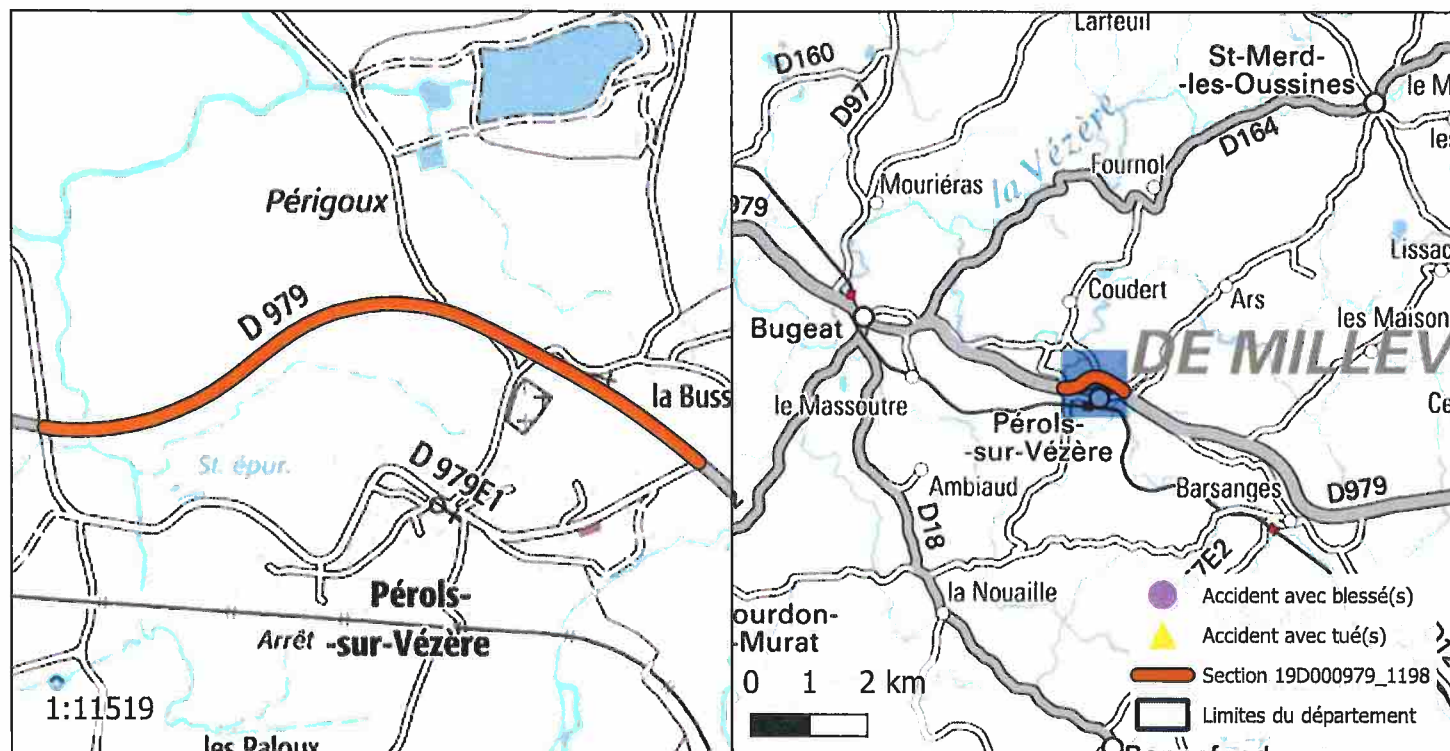 Périgoux
D 979
la Buss
St. épur.
D 979E1
Pérols-
-sur-Vézère
Arrêt
1:11519
les Paloux
Larfeuil
D160
St-Merd-
-les-Oussines
le M
D97
la Vézère
D164
les
Fournol
Mouriéras
979
Lissac
Coudert
Ars
Bugeat
les Maison
DE MILLEV
le Massoutre
Pérols-
-sur-Vézère
Ce
Ambiaud
Barsanges
D979
D18
7E2
la Nouaille
ourdon-
-Murat
0 1 2 km
Accident avec blessé(s)
Accident avec tué(s)
Section 19D000979_1198
Limites du département